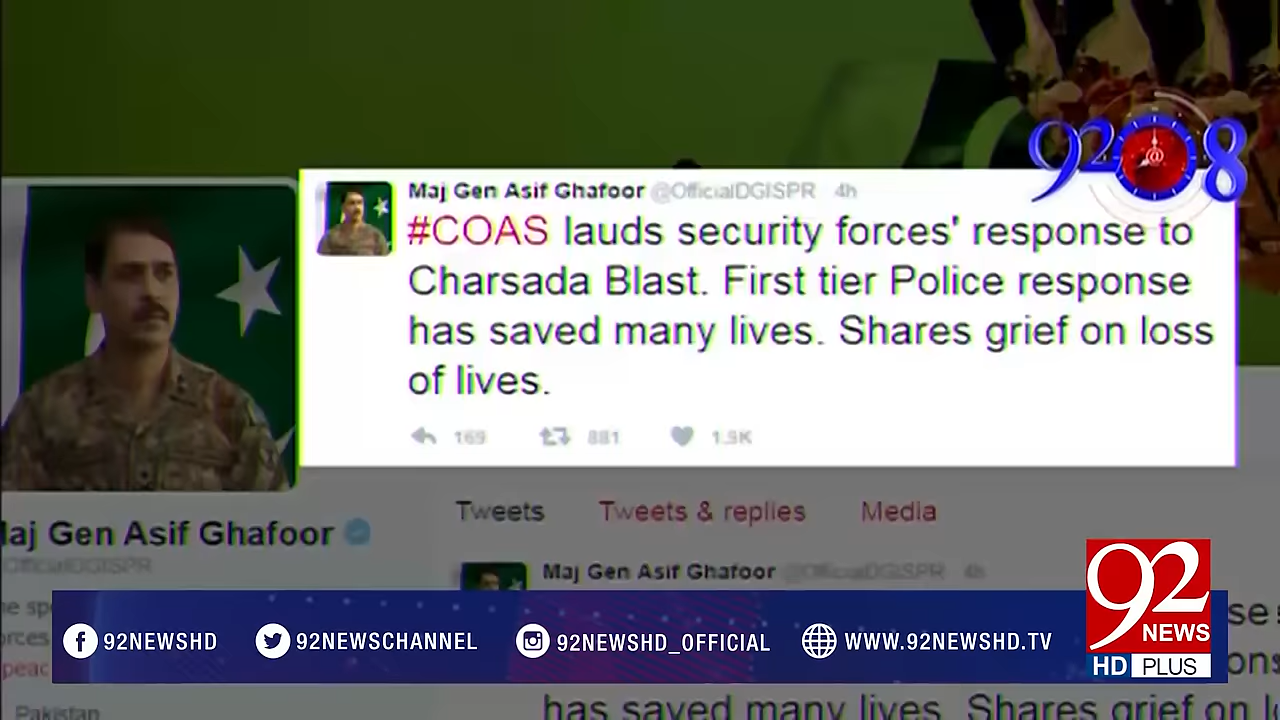 Maj Gen Asif Ghafoor @OfficialDGISPR 4h
#COAS lauds security forces' response to
Charsada Blast. First tier Police response
has saved many lives. Shares grief on loss
of lives.
169 881 1.9K
92@8
Tweets Tweets & replies Media
Maj Gen Asif Ghafoor
@OfficialDGISPR
Maj Gen Asif Ghafoor @OfficialDGISPR 4h
has saved many lives. Shares grief on
Pakistan
92NEWSHD 92NEWSCHANNEL 92NEWSHD_OFFICIAL WWW.92NEWSHD.TV
92
NEWS
HD PLUS